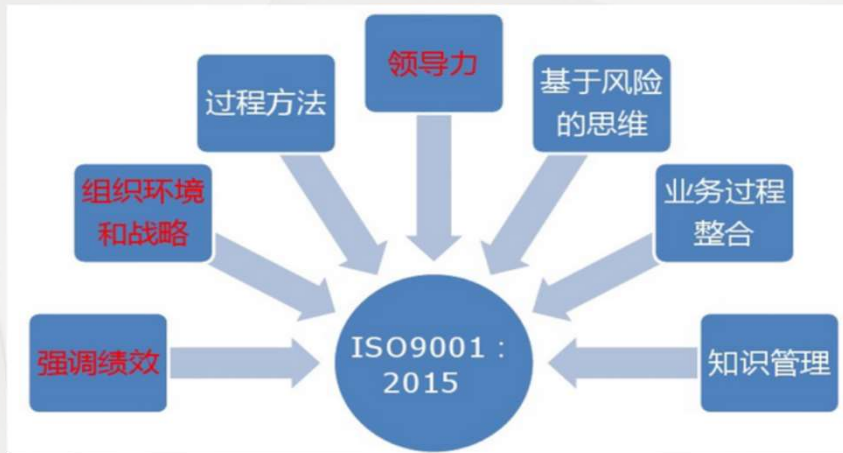 领导力
过程方法
基于风险
的思维
组织环境
和战略
业务过程
整合
强调绩效
ISO9001：
2015
知识管理